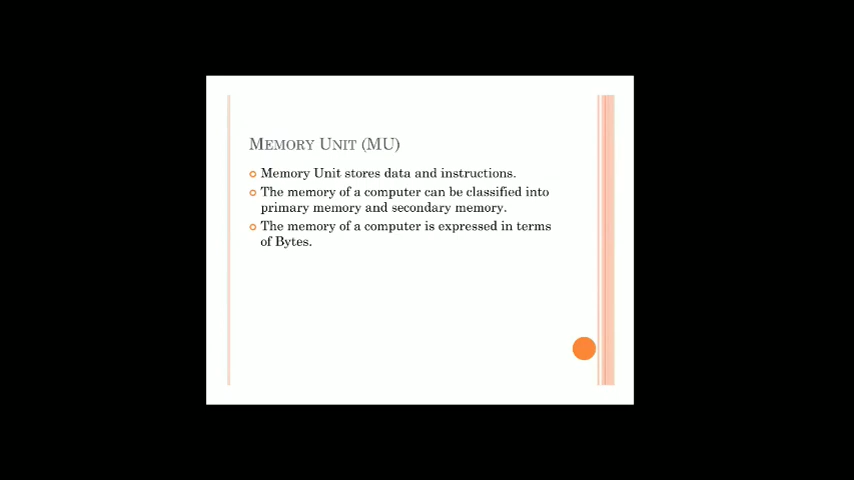 Memory Unit (MU)
Memory Unit stores data and instructions.
The memory of a computer can be classified into
primary memory and secondary memory.
The memory of a computer is expressed in terms
of Bytes.